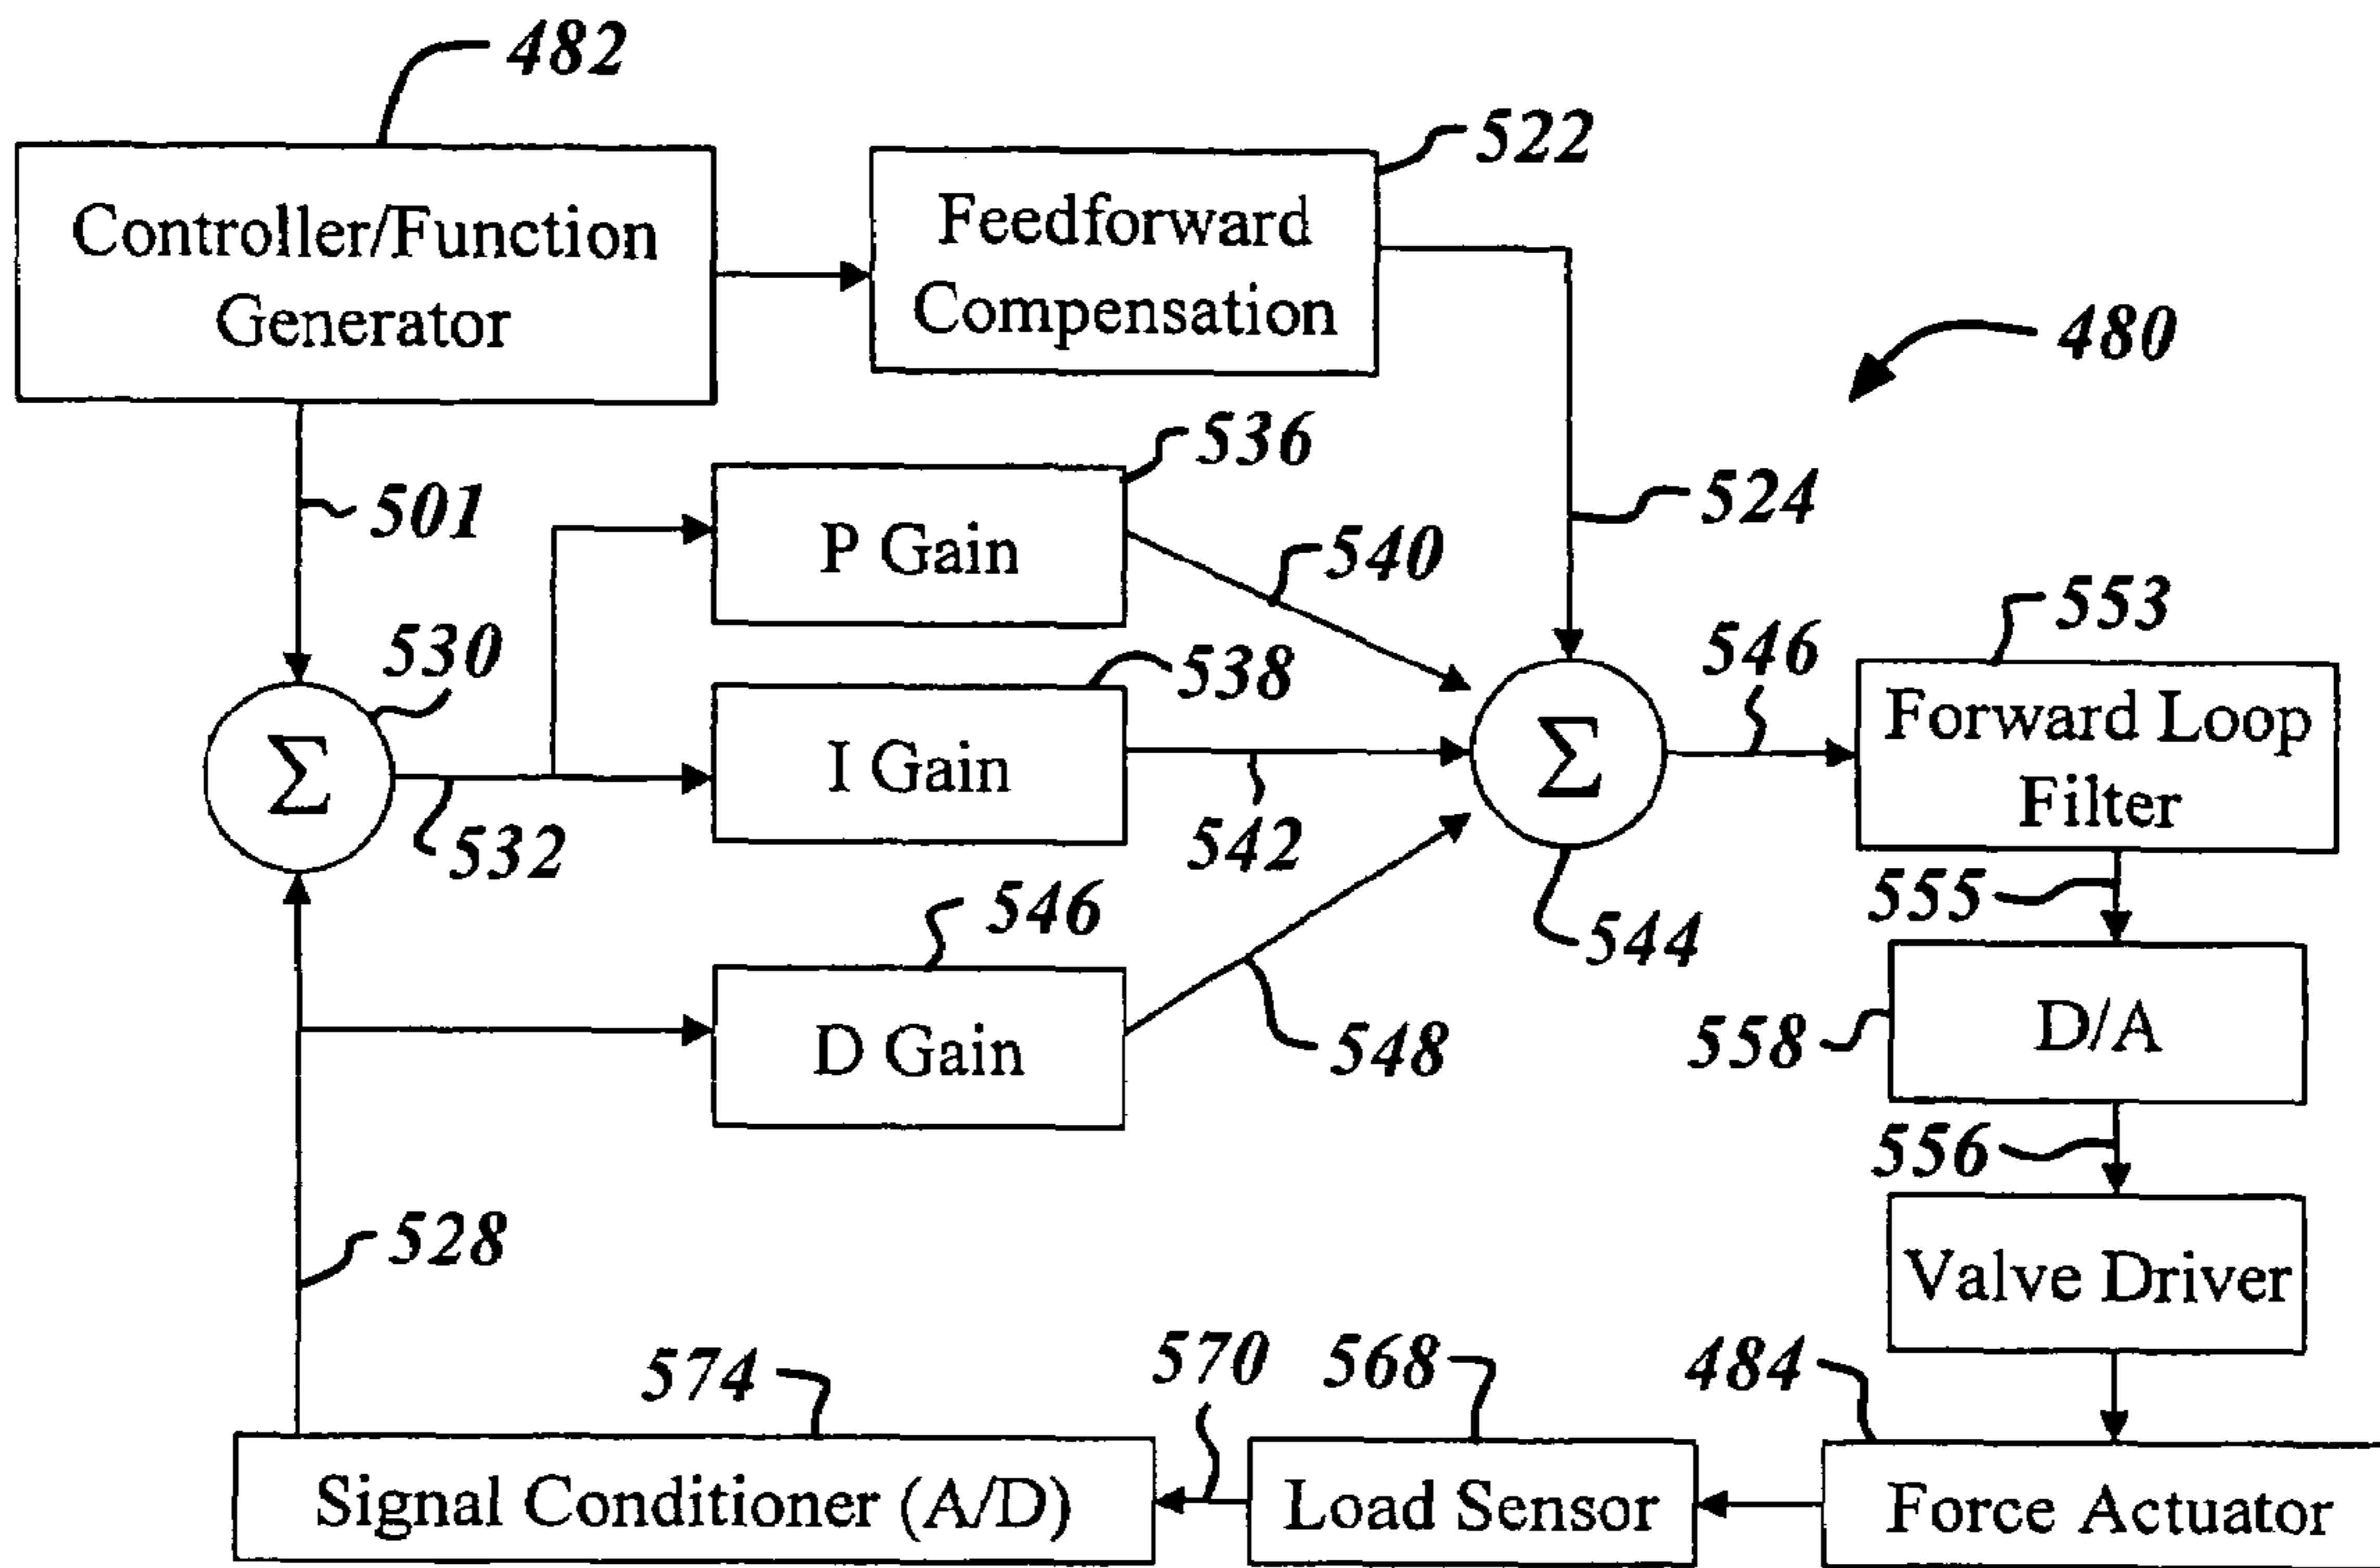 482
522
Controller/Function
Generator
Feedforward
Compensation
480
501
536
524
P Gain
540
553
530
538
546
Σ
I Gain
Σ
Forward Loop
Filter
532
542
555
546
544
D Gain
548
558
D/A
556
528
Valve Driver
574
570
568
484
Signal Conditioner (A/D)
Load Sensor
Force Actuator